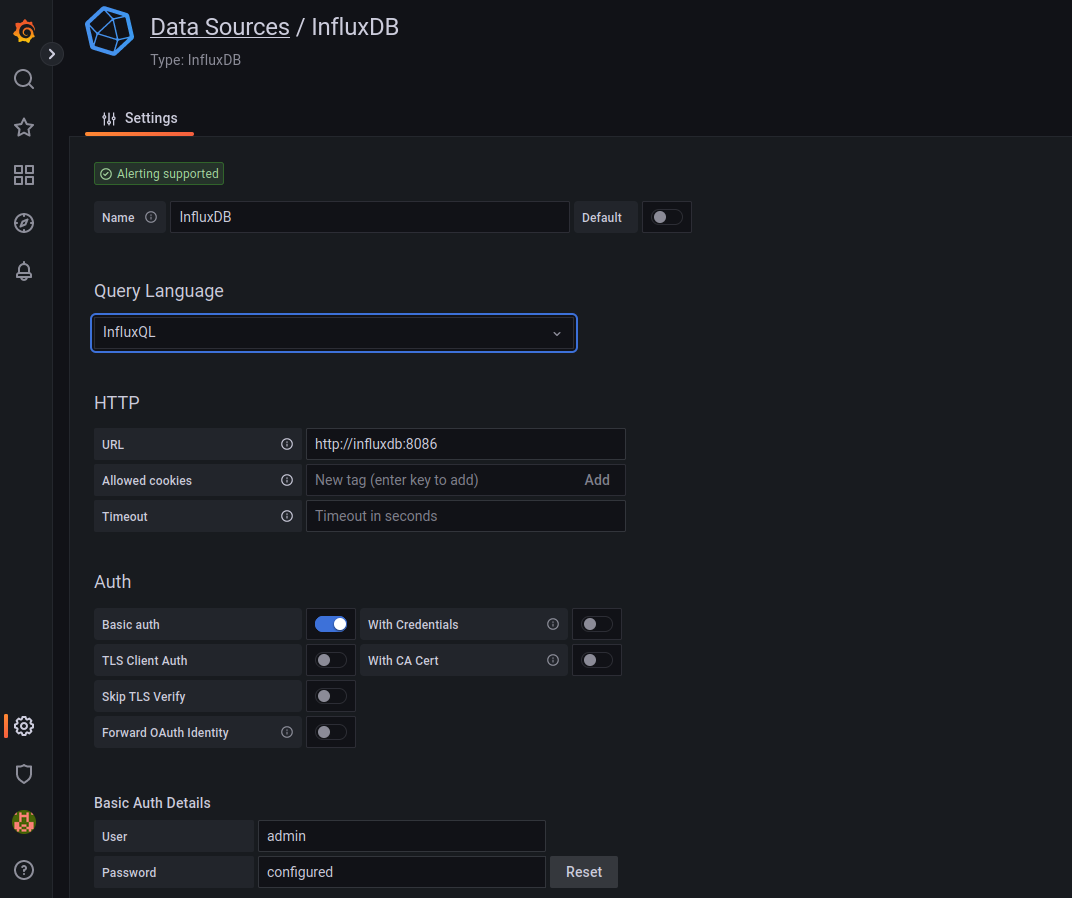 Data Sources / InfluxDB
Type: InfluxDB
Settings
Alerting supported
Name InfluxDB Default
Query Language
InfluxQL
HTTP
URL http://influxdb:8086
Allowed cookies New tag (enter key to add) Add
Timeout Timeout in seconds
Auth
Basic auth With Credentials
TLS Client Auth With CA Cert
Skip TLS Verify
Forward OAuth Identity
Basic Auth Details
User admin
Password configured Reset